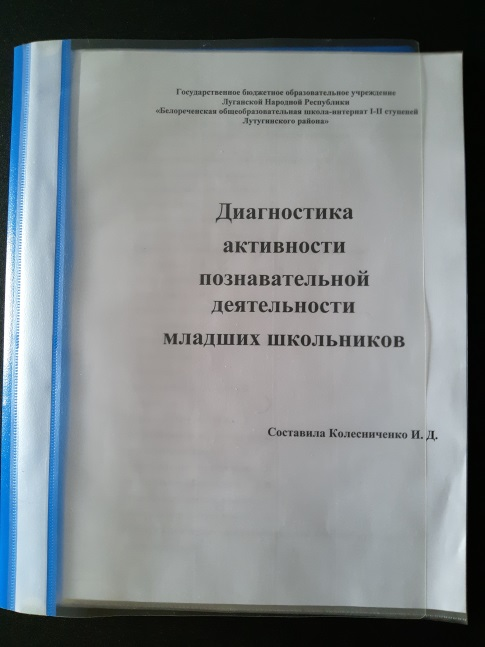 Государственное бюджетное образовательное учреждение
Луганской Народной Республики
«Белореченская общеобразовательная школа-интернат I-II ступеней
Лутугинского района»
Диагностика
активности
познавательной
деятельности
младших школьников
Составила Колесниченко И. Д.